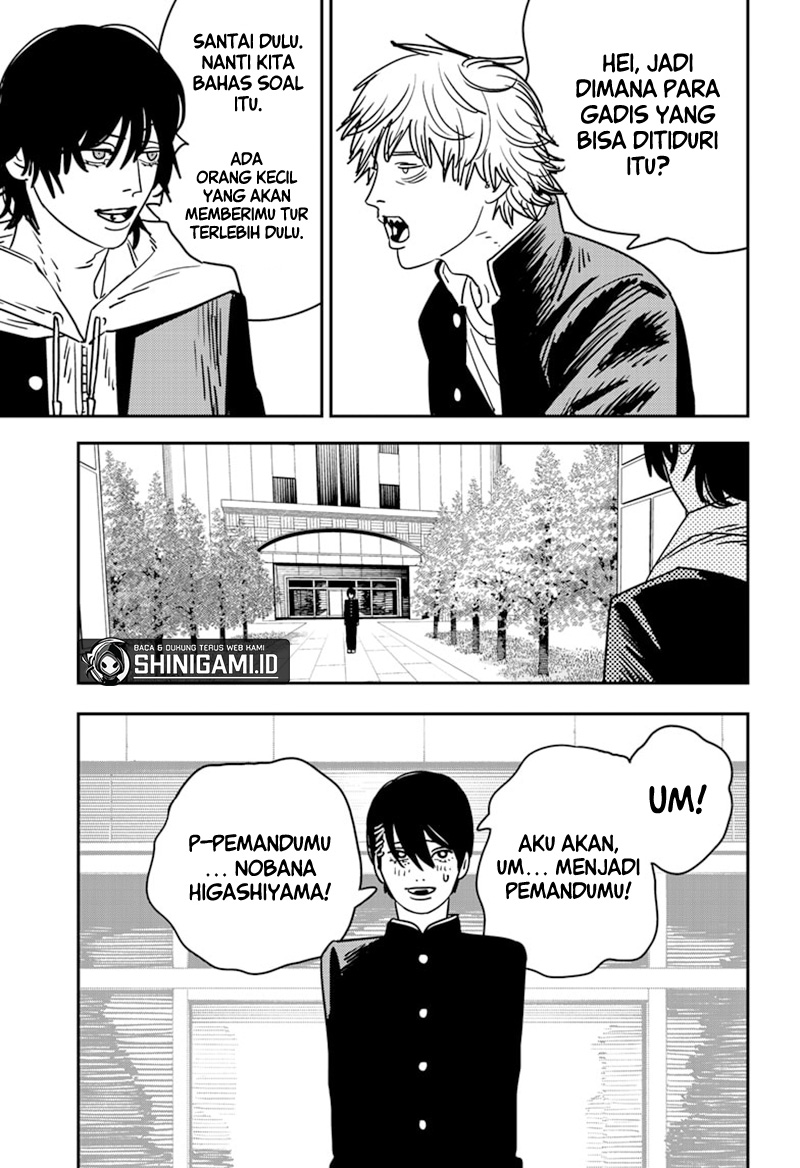 HEI, JADI
DIMANA PARA
GADIS YANG
BISA DITIDURI
ITU?
SANTAI DULU.
NANTI KITA
BAHAS SOAL
ITU.
ADA
ORANG KECIL
YANG AKAN
MEMBERIMU TUR
TERLEBIH DULU.
BACA & DUKUNG TERUS WEB KAMI
SHINIGAMI.ID
UM!
AKU AKAN,
UM... MENJADI
PEMANDUMU!
P-PEMANDUMU
... NOBANA
HIGASHIYAMA!